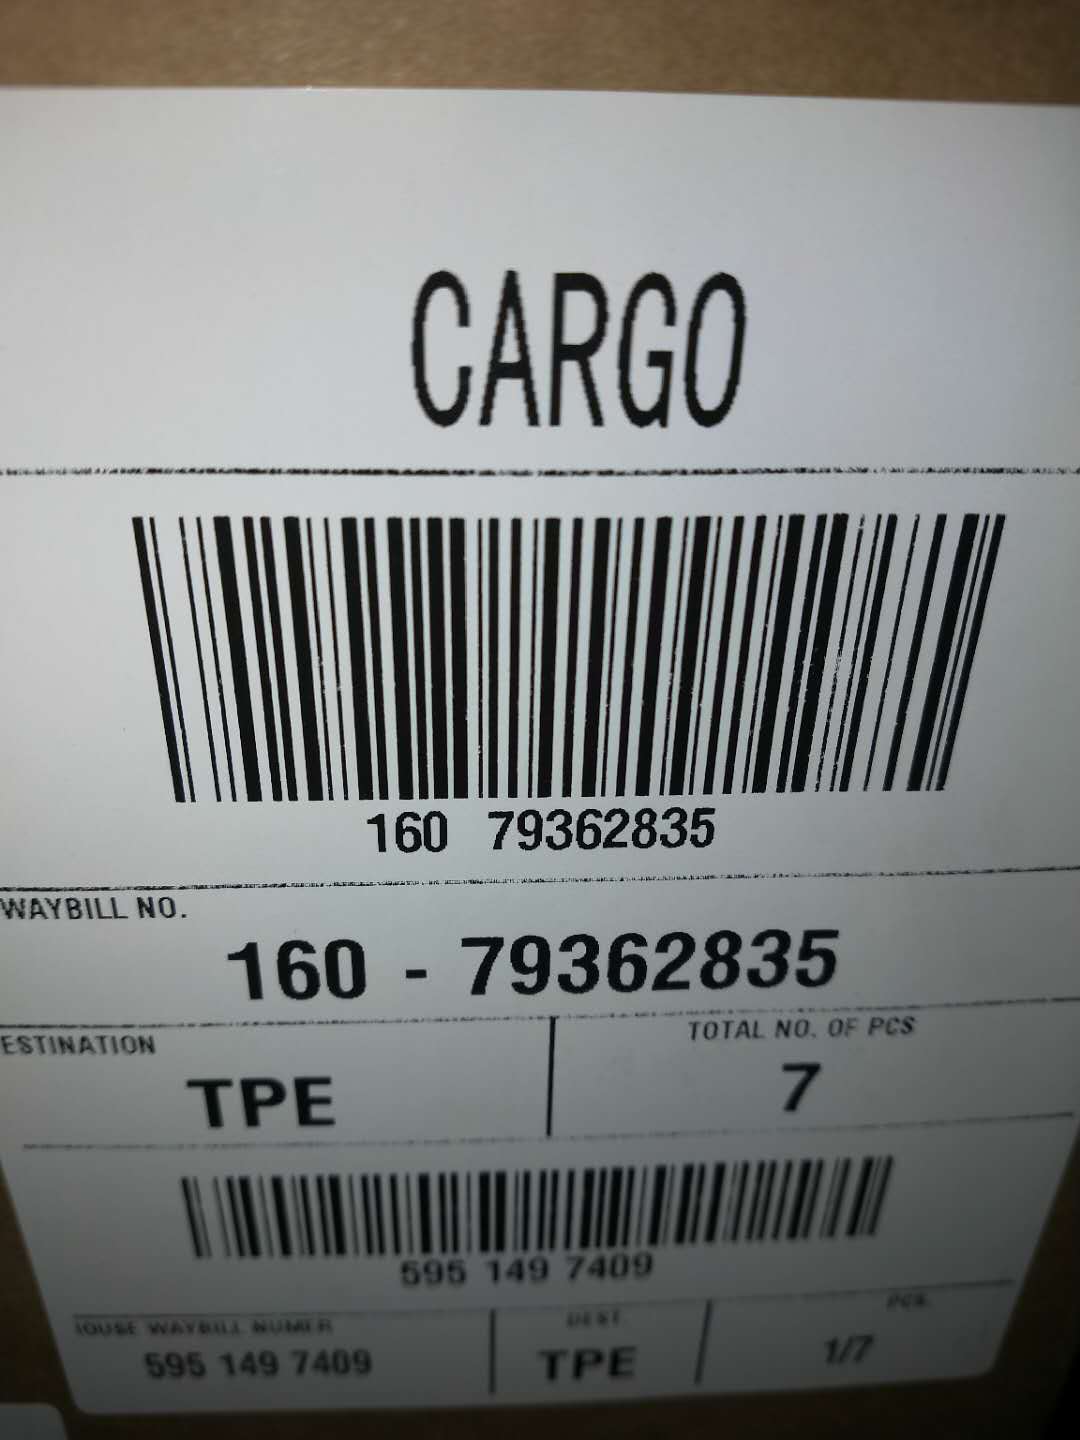 CARGO
160 79362835
WAYBILL NO.
160 - 79362835
ESTINATION
TPE
TOTAL NO. OF PCS
7
595 149 7409
IOUSE WAYBILL NUMER
595 149 7409
DEST.
TPE
PCS.
1/7